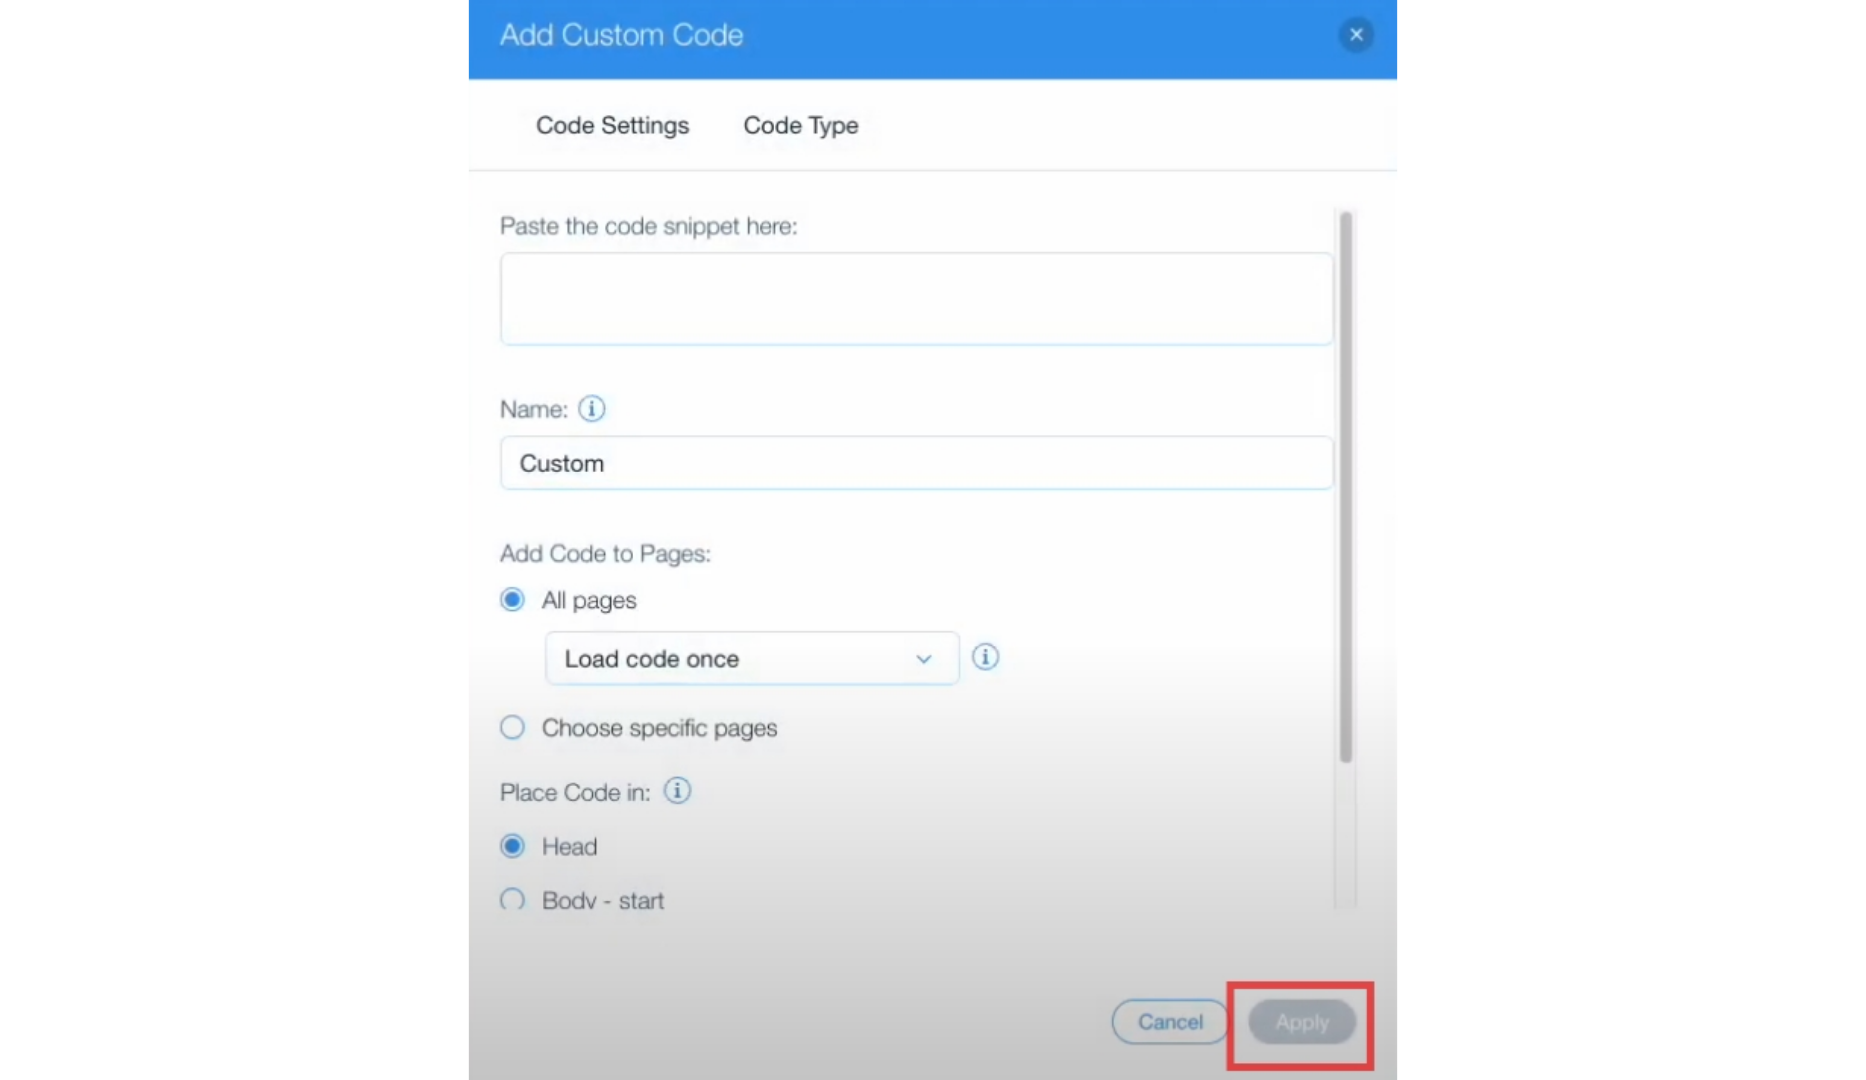 Add Custom Code
Code Settings
Code Type
Paste the code snippet here:
Name:
Custom
Add Code to Pages:
All pages
Load code once
Choose specific pages
Place Code in:
Head
Body - start
Cancel
Apply